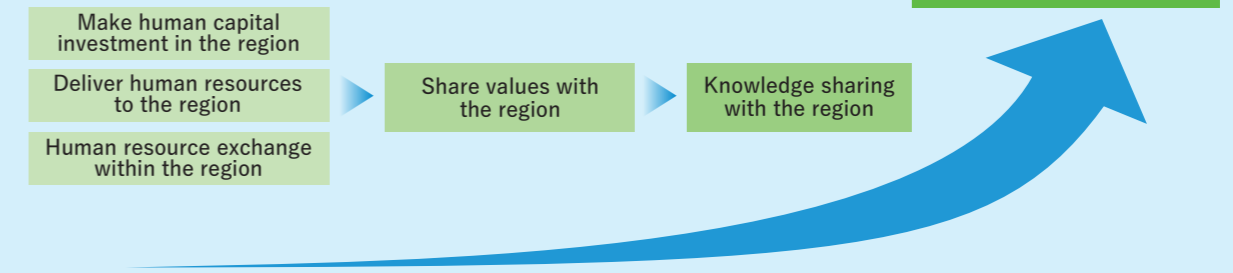 Make human capital
investment in the region
Deliver human resources
to the region
Human resource exchange
within the region
Share values with
the region
Knowledge sharing
with the region